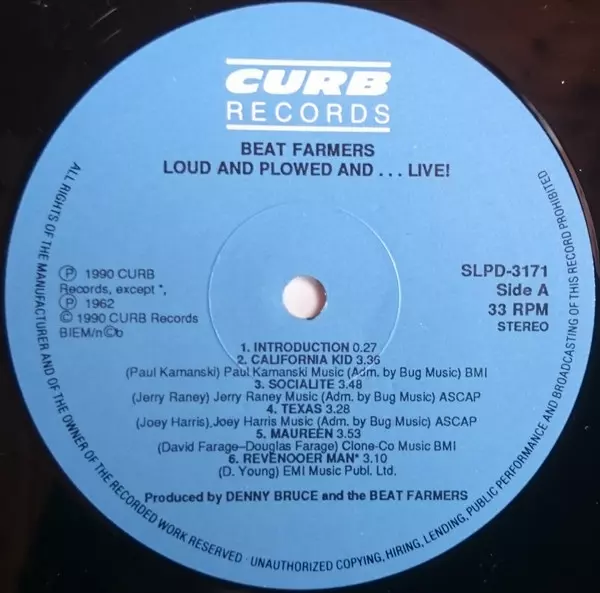 CURB
RECORDS
BEAT FARMERS
LOUD AND PLOWED AND ... LIVE!
℗ 1990 CURB
Records, except *,
℗ 1962
© 1990 CURB Records
BIEM/n©b
SLPD-3171
Side A
33 RPM
STEREO
1. INTRODUCTION 0.27
2. CALIFORNIA KID 3.36
(Paul Kamanski) Paul Kamanski Music (Adm. by Bug Music) BMI
3. SOCIALITE 3.48
(Jerry Raney) Jerry Raney Music (Adm. by Bug Music) ASCAP
4. TEXAS 3.28
(Joey Harris) Joey Harris Music (Adm. by Bug Music) ASCAP
5. MAUREEN 3.53
(David Farage-Douglas Farage) Clone-Co Music BMI
6. REVENOOER MAN* 3.10
(D. Young) EMI Music Publ. Ltd.
Produced by DENNY BRUCE and the BEAT FARMERS
ALL RIGHTS OF THE MANUFACTURER AND OF THE OWNER OF THE RECORDED WORK RESERVED · UNAUTHORIZED COPYING, HIRING, LENDING, PUBLIC PERFORMANCE AND BROADCASTING OF THIS RECORD PROHIBITED